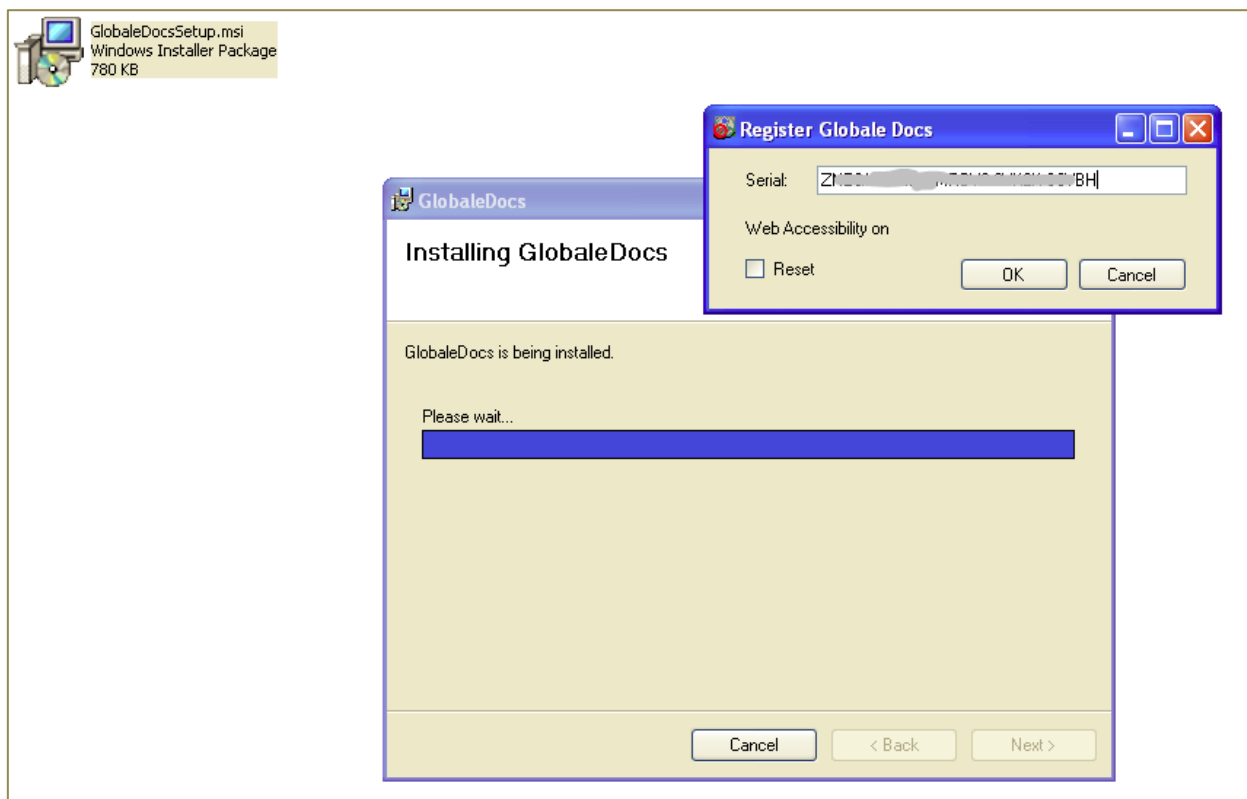 GlobaleDocsSetup.msi
Windows Installer Package
780 KB
Register Globale Docs
Serial:
Web Accessibility on
Reset
OK
Cancel
GlobaleDocs
Installing GlobaleDocs
GlobaleDocs is being installed.
Please wait...
Cancel
< Back
Next >